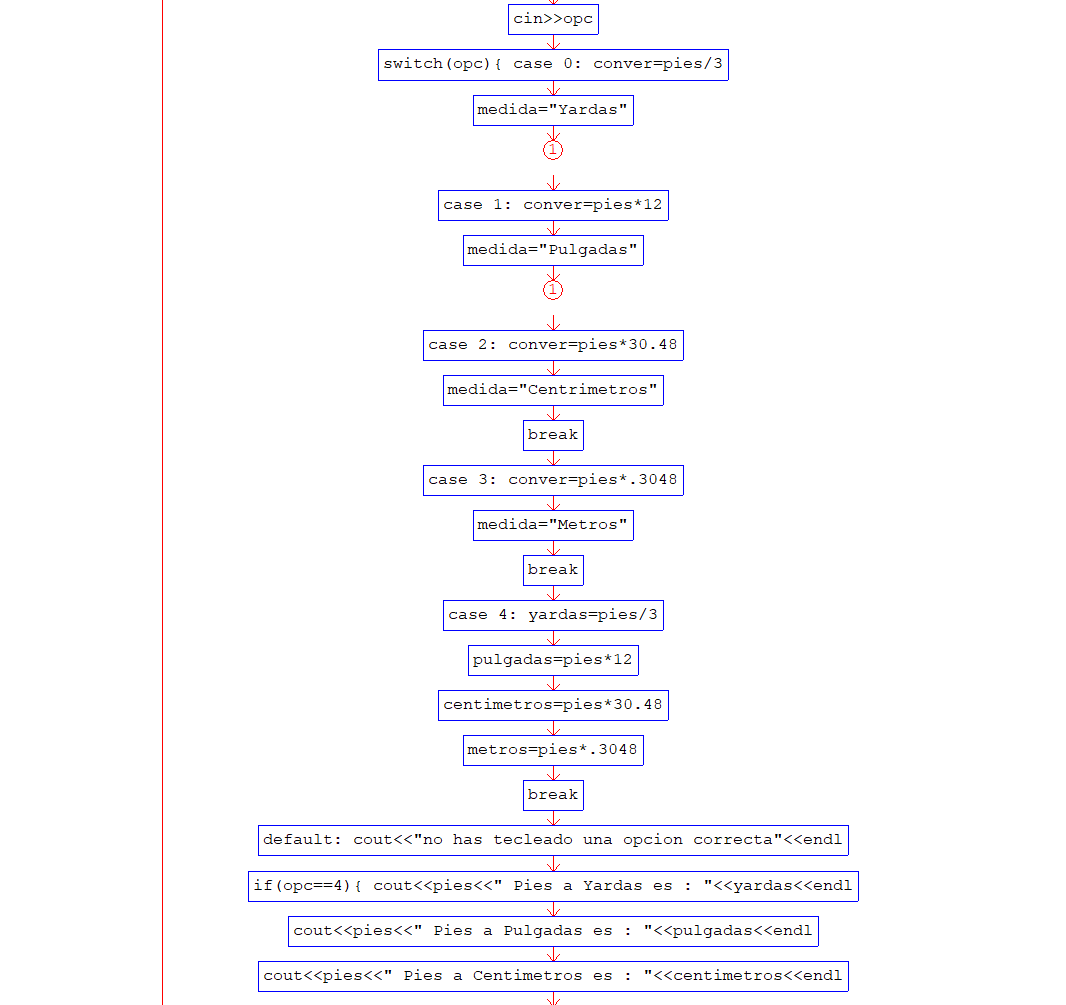 cin>>opc
switch(opc){ case 0: conver=pies/3
medida="Yardas"
1
case 1: conver=pies*12
medida="Pulgadas"
1
case 2: conver=pies*30.48
medida="Centrimetros"
break
case 3: conver=pies*.3048
medida="Metros"
break
case 4: yardas=pies/3
pulgadas=pies*12
centimetros=pies*30.48
metros=pies*.3048
break
default: cout<<"no has tecleado una opcion correcta"<<endl
if(opc==4){ cout<<pies<<" Pies a Yardas es : "<<yardas<<endl
cout<<pies<<" Pies a Pulgadas es : "<<pulgadas<<endl
cout<<pies<<" Pies a Centimetros es : "<<centimetros<<endl